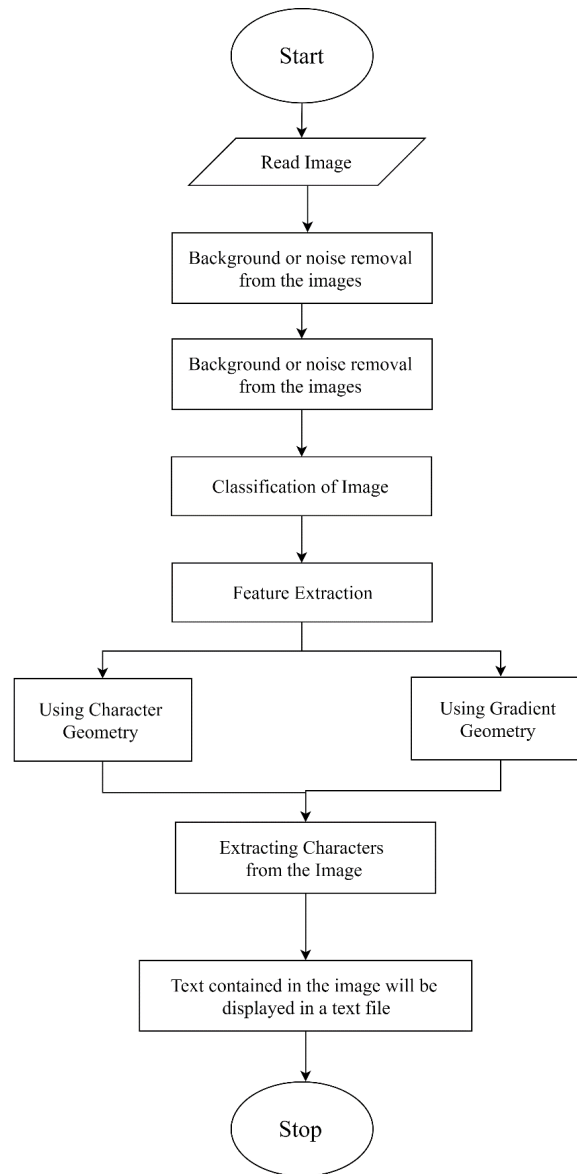 Start
Read Image
Background or noise removal
from the images
Background or noise removal
from the images
Classification of Image
Feature Extraction
Using Character
Geometry
Using Gradient
Geometry
Extracting Characters
from the Image
Text contained in the image will be
displayed in a text file
Stop